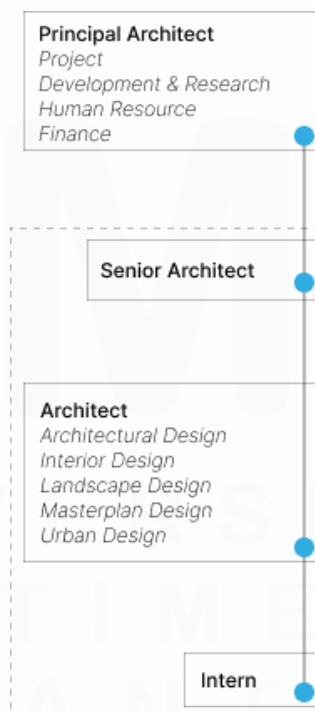 Principal Architect
Project
Development & Research
Human Resource
Finance
Senior Architect
Architect
Architectural Design
Interior Design
Landscape Design
Masterplan Design
Urban Design
Intern